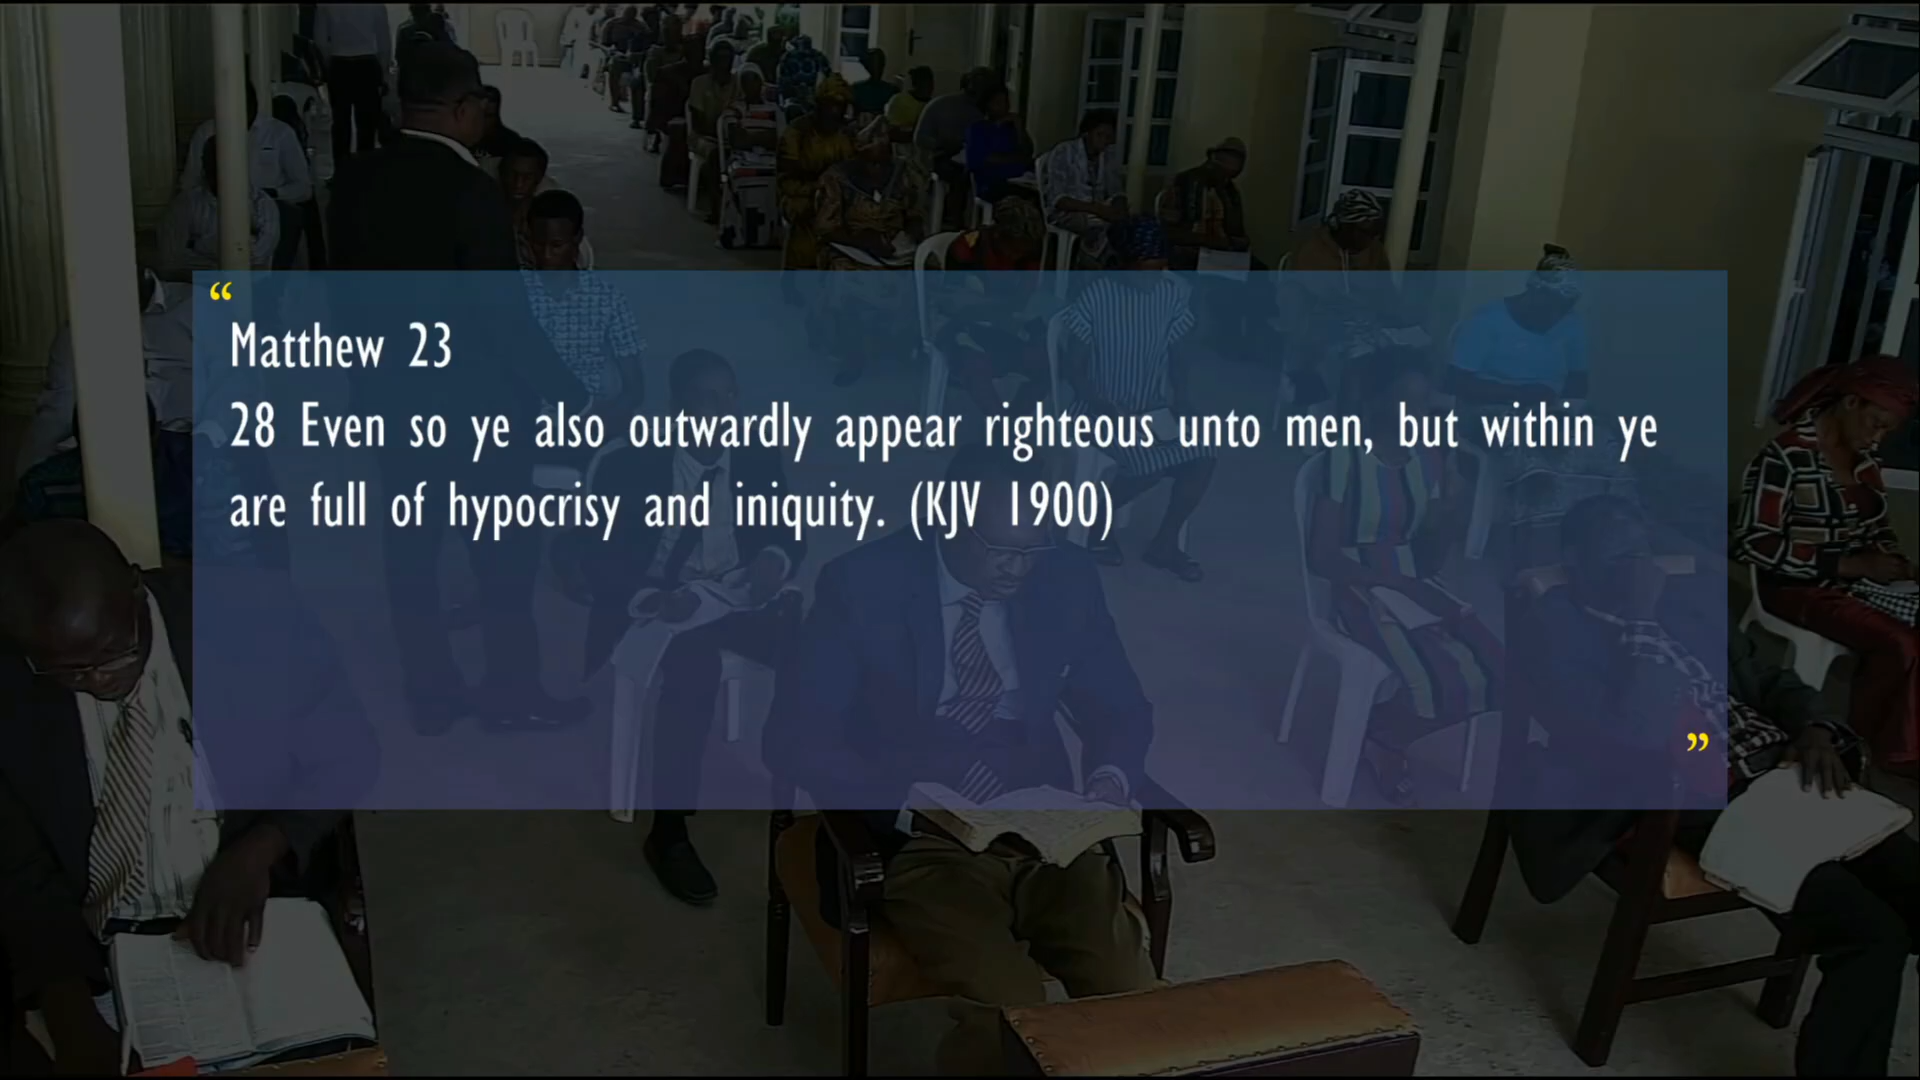 “
Matthew 23
28 Even so ye also outwardly appear righteous unto men, but within ye
are full of hypocrisy and iniquity. (KJV 1900)
”